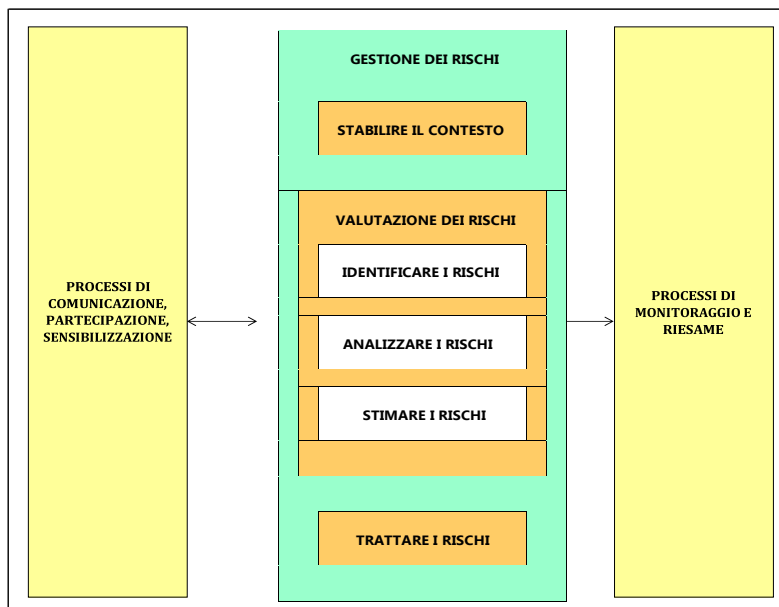 GESTIONE DEI RISCHI
STABILIRE IL CONTESTO
VALUTAZIONE DEI RISCHI
IDENTIFICARE I RISCHI
PROCESSI DI
COMUNICAZIONE,
PARTECIPAZIONE,
SENSIBILIZZAZIONE
ANALIZZARE I RISCHI
PROCESSI DI
MONITORAGGIO E
RIESAME
STIMARE I RISCHI
TRATTARE I RISCHI